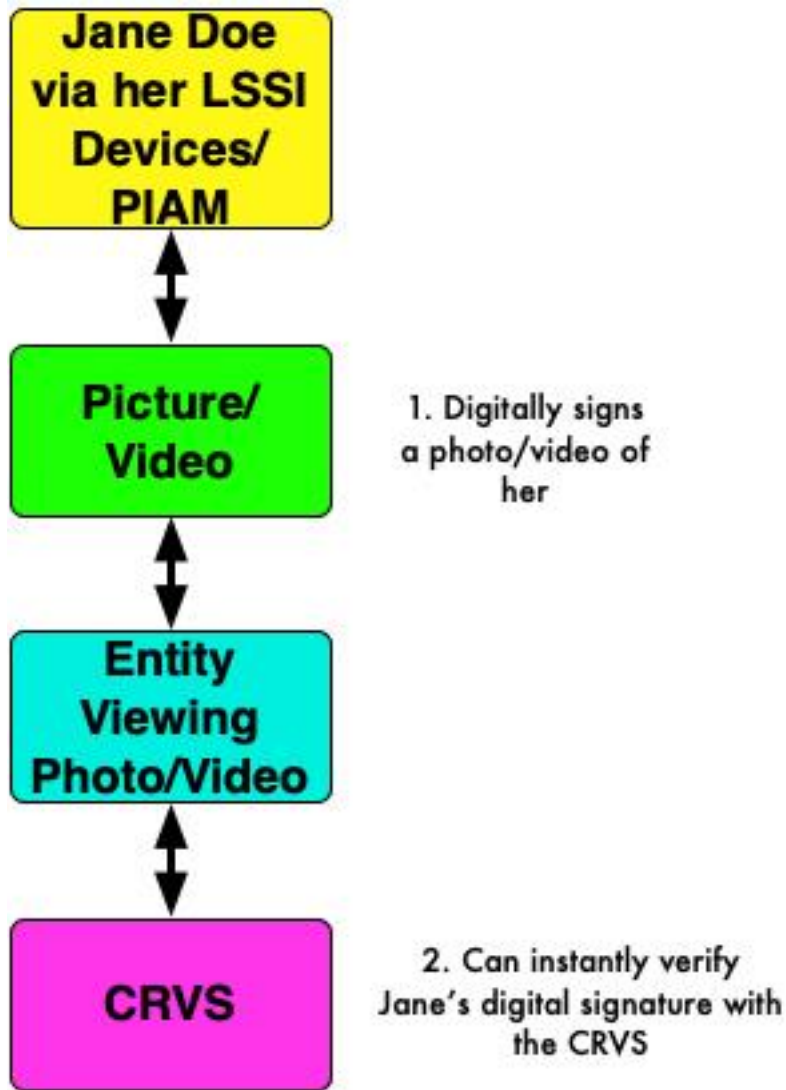 Jane Doe
via her LSSI
Devices/
PIAM
Picture/
Video
1. Digitally signs
a photo/video of
her
Entity
Viewing
Photo/Video
CRVS
2. Can instantly verify
Jane's digital signature with
the CRVS